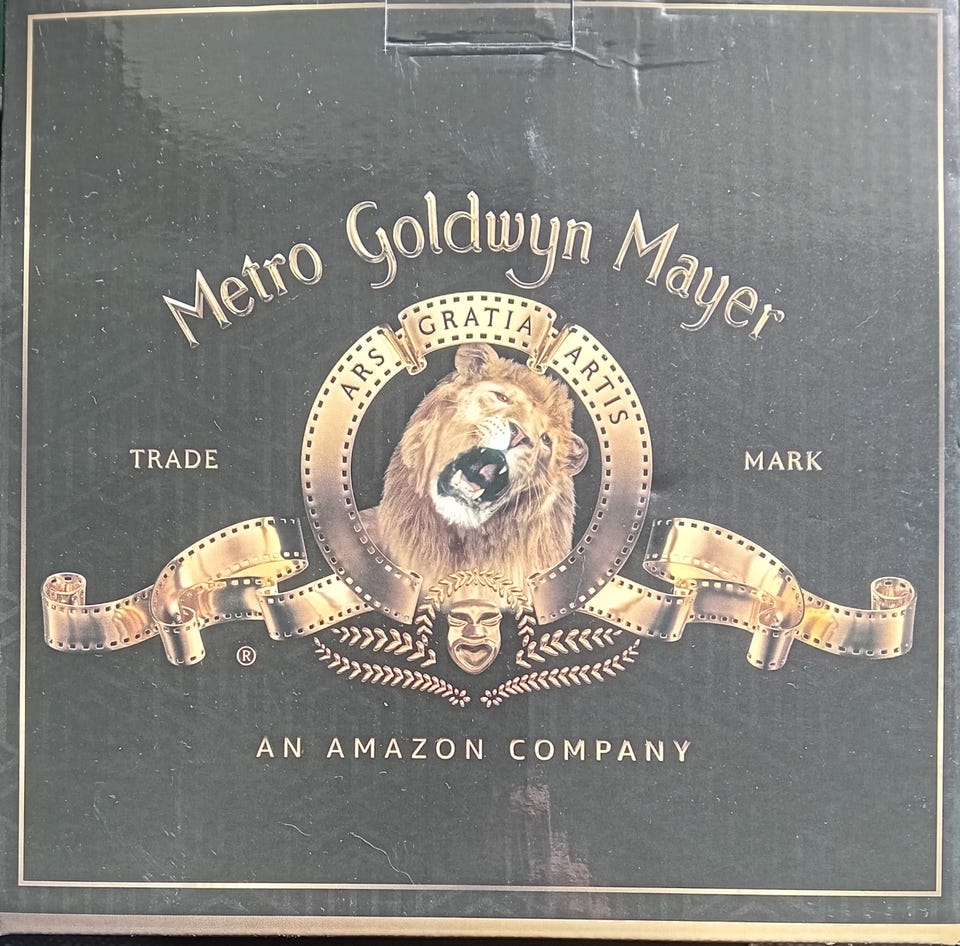 Metro Goldwyn Mayer
ARS GRATIA ARTIS
TRADE MARK
®
AN AMAZON COMPANY